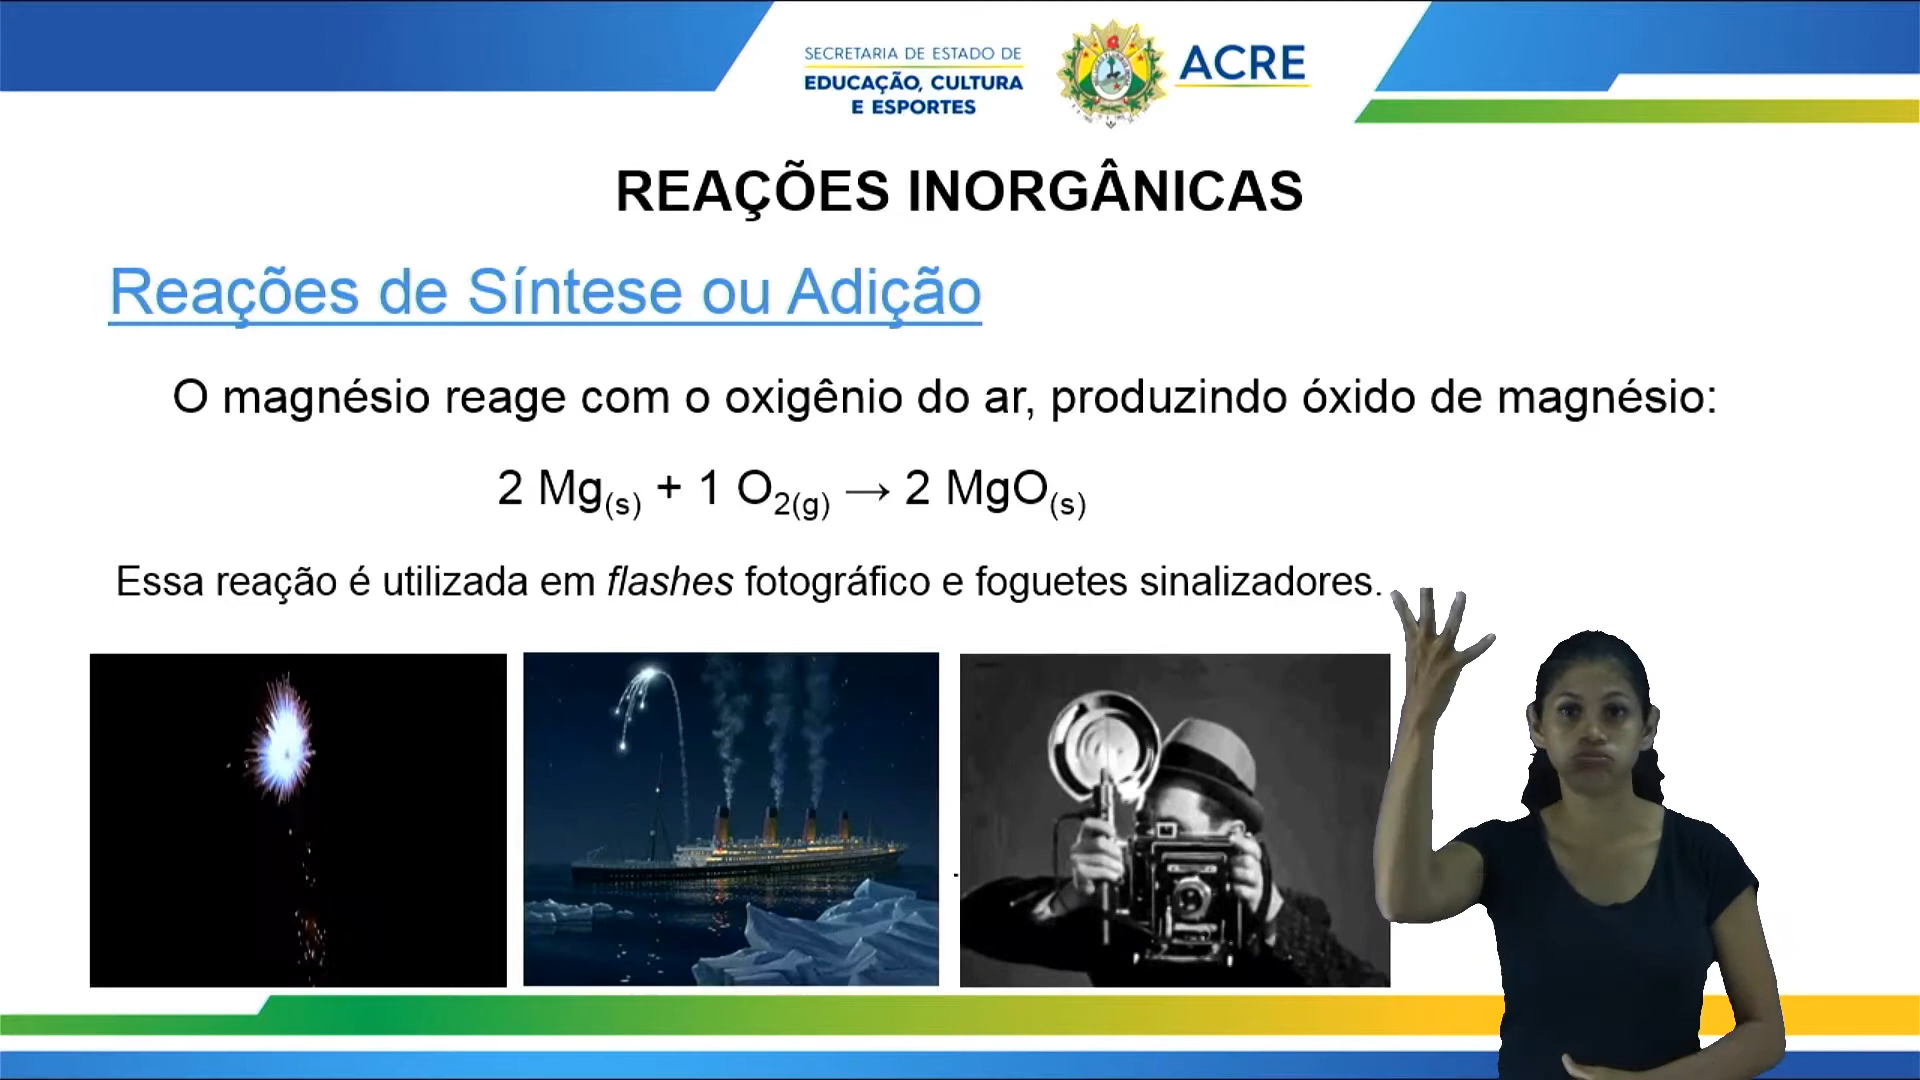 SECRETARIA DE ESTADO DE
EDUCAÇÃO, CULTURA
E ESPORTES
ACRE
REAÇÕES INORGÂNICAS
Reações de Síntese ou Adição
O magnésio reage com o oxigênio do ar, produzindo óxido de magnésio:
2 Mg(s) + 1 O2(g) → 2 MgO(s)
Essa reação é utilizada em flashes fotográfico e foguetes sinalizadores.